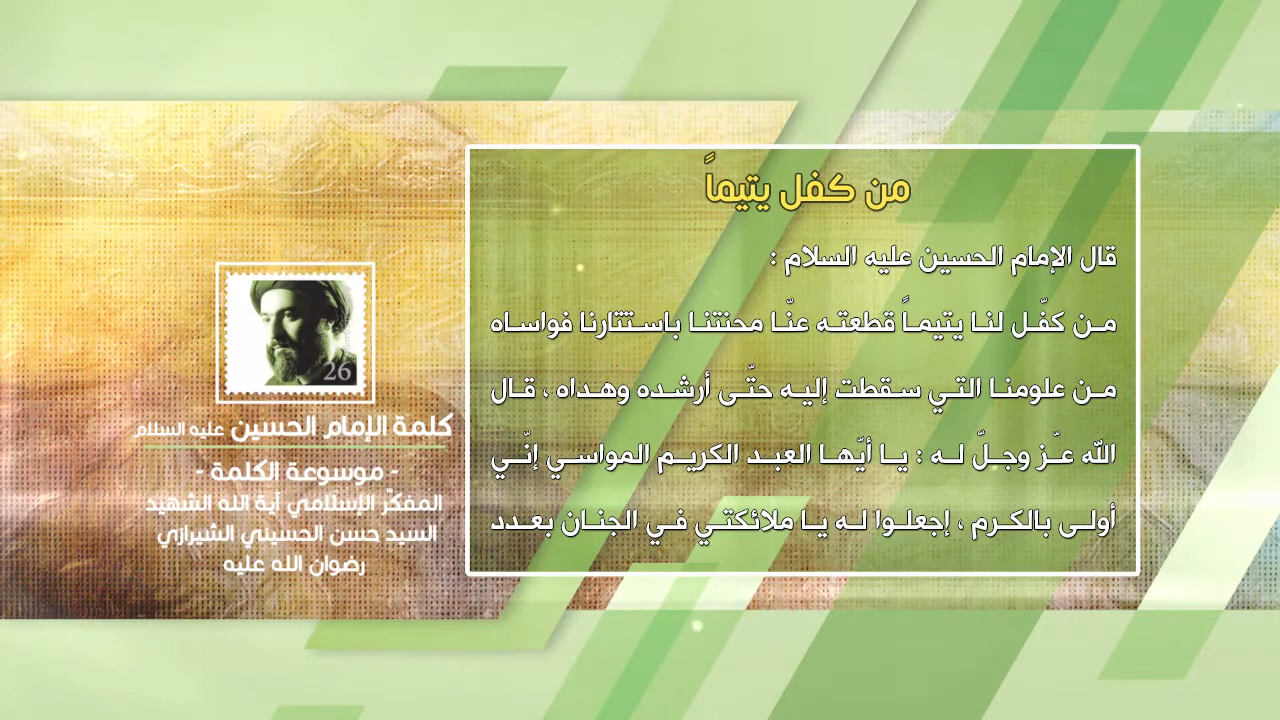 من كفل يتيماً
قال الإمام الحسين عليه السلام :
مـن كفّـل لنـا يتيمـاً قطعتـه عنّـا محنتنـا باسـتتارنا فواسـاه
مـن علومنـا التـي سـقطت إليـه حتّـى أرشـده وهـداه ، قـال
الله عـزّ وجـلّ لـه : يـا أيّهـا العبـد الكريـم المواسـي إنّـي
أولـى بالكـرم ، إجعلـوا لـه يـا ملائكتـي فـي الجنـان بعـدد
26
كلمة الإمام الحسين عليه السلام
- موسوعة الكلمة -
المفكّر الإسلامي آية الله الشهيد
السيد حسن الحسيني الشيرازي
رضوان الله عليه